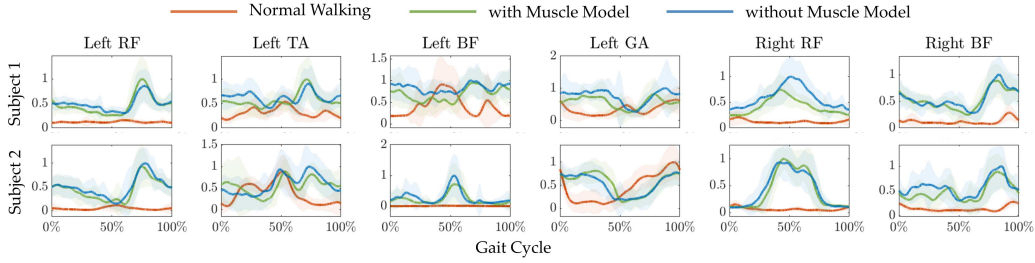 Normal Walking with Muscle Model without Muscle Model
Left RF Left TA Left BF Left GA Right RF Right BF
Subject 1
1 0.5 0
1 0.5 0
1.5 1 0.5 0
2 1 0
1 0.5 0
1 0.5 0
Subject 2
1 0.5 0
1.5 1 0.5 0
2 1 0
1 0.5 0
1 0.5 0
1 0.5 0
0% 50% 100% 0% 50% 100% 0% 50% 100% 0% 50% 100% 0% 50% 100% 0% 50% 100%
Gait Cycle